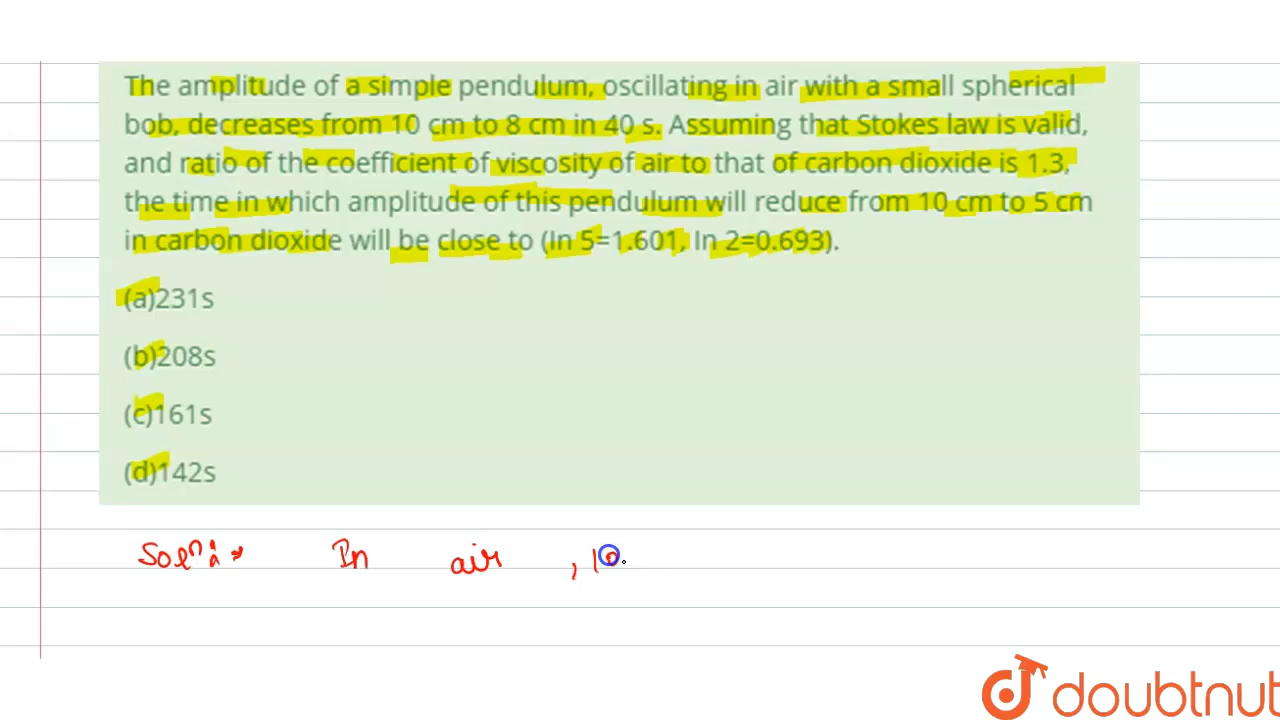 The amplitude of a simple pendulum, oscillating in air with a small spherical
bob, decreases from 10 cm to 8 cm in 40 s. Assuming that Stokes law is valid,
and ratio of the coefficient of viscosity of air to that of carbon dioxide is 1.3,
the time in which amplitude of this pendulum will reduce from 10 cm to 5 cm
in carbon dioxide will be close to (In 5=1.601, In 2=0.693).
(a)231s
(b)208s
(c)161s
(d)142s
Solⁿ: In air , 10
doubtnut